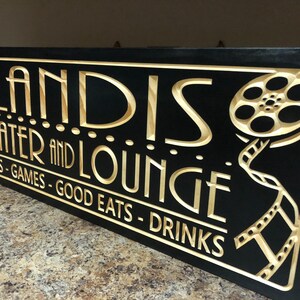 LANDIS
ATER AND LOUNGE
S - GAMES - GOOD EATS - DRINKS